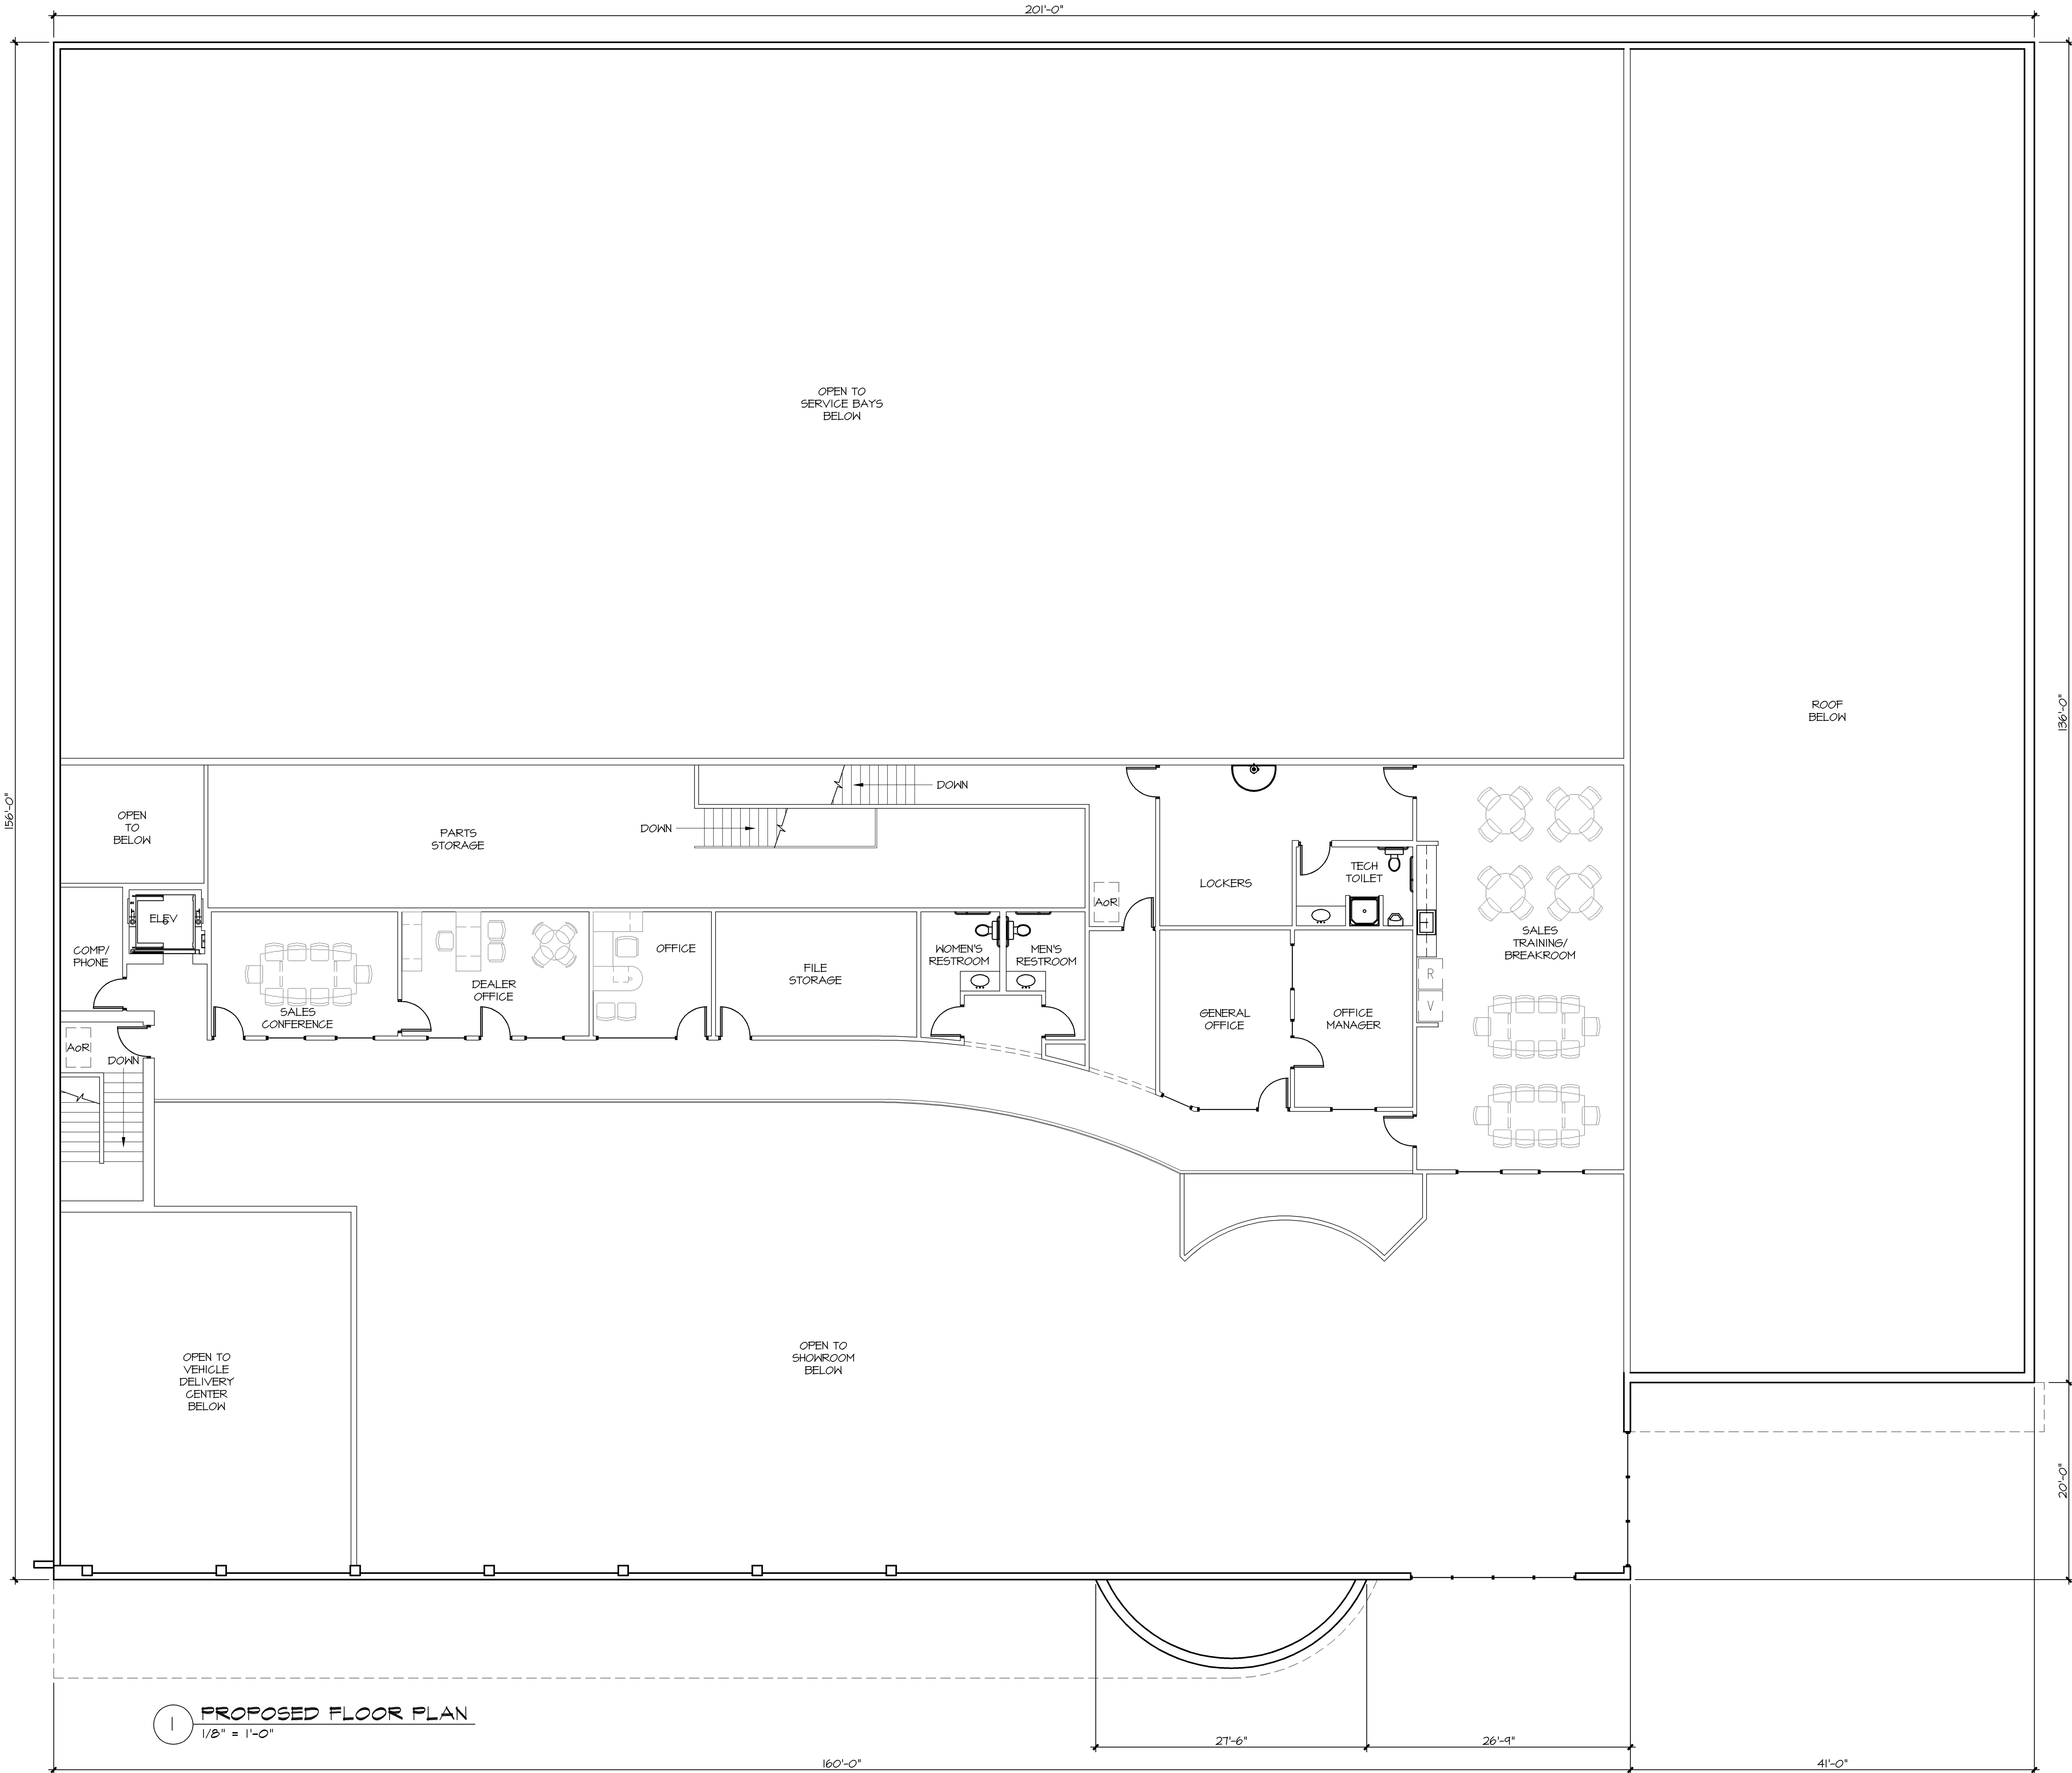 201'-0"
156'-0"
136'-0"
20'-0"
OPEN TO
SERVICE BAYS
BELOW
ROOF
BELOW
OPEN
TO
BELOW
PARTS
STORAGE
DOWN
DOWN
LOCKERS
TECH
TOILET
AoR
ELEV
COMP/
PHONE
SALES
CONFERENCE
DEALER
OFFICE
OFFICE
FILE
STORAGE
WOMEN'S
RESTROOM
MEN'S
RESTROOM
GENERAL
OFFICE
OFFICE
MANAGER
SALES
TRAINING/
BREAKROOM
R
V
AoR
DOWN
OPEN TO
VEHICLE
DELIVERY
CENTER
BELOW
OPEN TO
SHOWROOM
BELOW
1
PROPOSED FLOOR PLAN
1/8" = 1'-0"
27'-6"
26'-9"
160'-0"
41'-0"